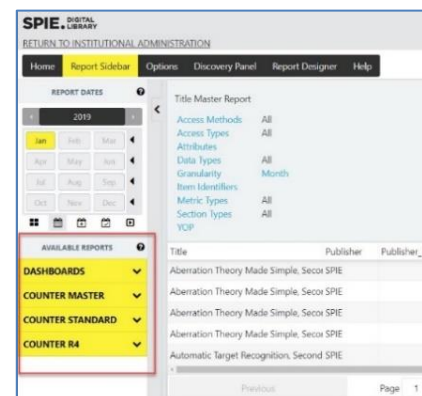 SPIE. DIGITAL LIBRARY
RETURN TO INSTITUTIONAL ADMINISTRATION
Home Report Sidebar Options Discovery Panel Report Designer Help
REPORT DATES
2019
Jan Feb Mar
Apr May Jun
Jul Aug Sep
Oct Nov Dec
AVAILABLE REPORTS
DASHBOARDS
COUNTER MASTER
COUNTER STANDARD
COUNTER R4
Title Master Report
Access Methods All
Access Types All
Attributes
Data Types All
Granularity Month
Item Identifiers
Metric Types All
Section Types All
YOP
Title Publisher Publisher_
Aberration Theory Made Simple, Secor SPIE
Aberration Theory Made Simple, Secor SPIE
Aberration Theory Made Simple, Secor SPIE
Aberration Theory Made Simple, Secor SPIE
Automatic Target Recognition, Second SPIE
Previous Page 1